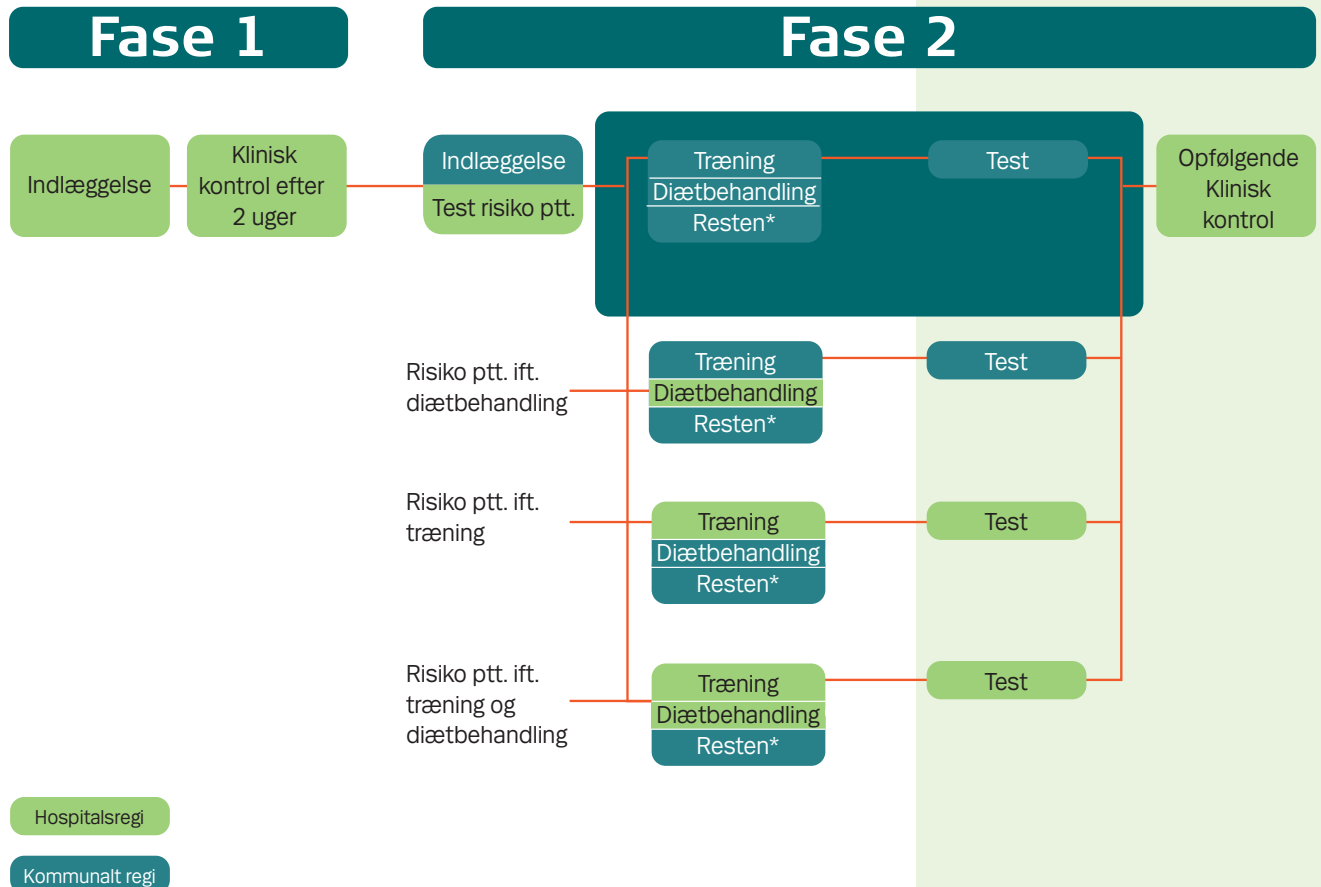 Fase 1
Fase 2
Indlæggelse
Klinisk
kontrol efter
2 uger
Indlæggelse
Test risiko ptt.
Træning
Diætbehandling
Resten*
Test
Opfølgende
Klinisk
kontrol
Risiko ptt. ift.
diætbehandling
Træning
Diætbehandling
Resten*
Test
Risiko ptt. ift.
træning
Træning
Diætbehandling
Resten*
Test
Risiko ptt. ift.
træning og
diætbehandling
Træning
Diætbehandling
Resten*
Test
Hospitalsregi
Kommunalt regi